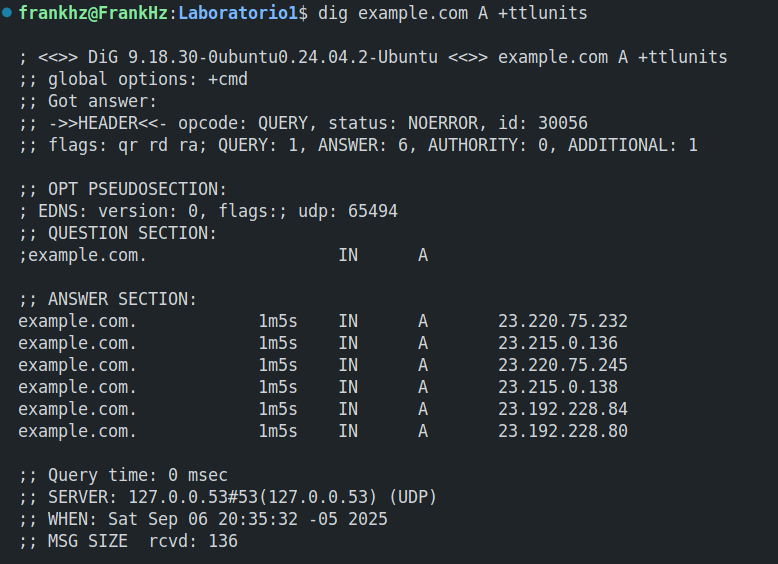 frankhz@FrankHz:Laboratorio1$ dig example.com A +ttlunits
; <<>> DiG 9.18.30-0ubuntu0.24.04.2-Ubuntu <<>> example.com A +ttlunits
;; global options: +cmd
;; Got answer:
;; ->>HEADER<<- opcode: QUERY, status: NOERROR, id: 30056
;; flags: qr rd ra; QUERY: 1, ANSWER: 6, AUTHORITY: 0, ADDITIONAL: 1
;; OPT PSEUDOSECTION:
; EDNS: version: 0, flags:; udp: 65494
;; QUESTION SECTION:
;example.com. IN A
;; ANSWER SECTION:
example.com. 1m5s IN A 23.220.75.232
example.com. 1m5s IN A 23.215.0.136
example.com. 1m5s IN A 23.220.75.245
example.com. 1m5s IN A 23.215.0.138
example.com. 1m5s IN A 23.192.228.84
example.com. 1m5s IN A 23.192.228.80
;; Query time: 0 msec
;; SERVER: 127.0.0.53#53(127.0.0.53) (UDP)
;; WHEN: Sat Sep 06 20:35:32 -05 2025
;; MSG SIZE  rcvd: 136